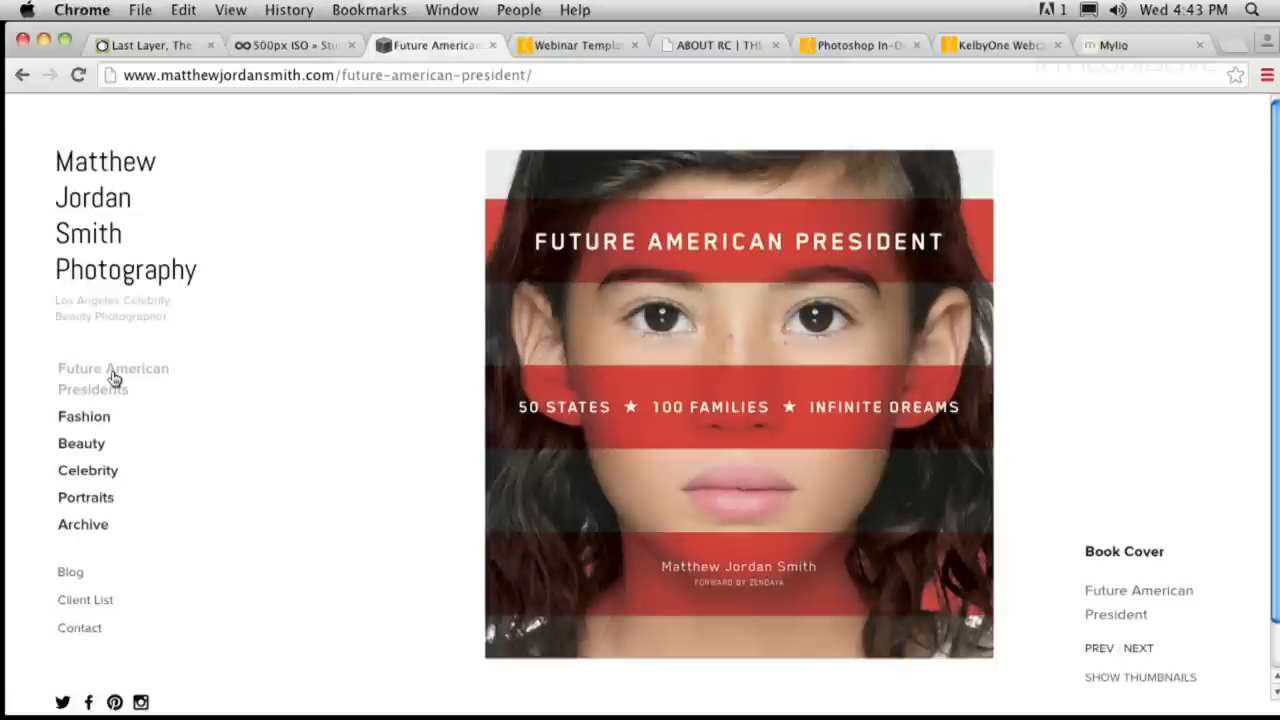 Chrome File Edit View History Bookmarks Window People Help 1 Wed 4:43 PM
Last Layer, The 500px ISO » Stu Future America Webinar Templa ABOUT RC | THE Photoshop In-D KelbyOne Webc Mylio
www.matthewjordansmith.com/future-american-president/
Matthew
Jordan
Smith
Photography
Los Angeles Celebrity
Beauty Photographer
Future American
Presidents
Fashion
Beauty
Celebrity
Portraits
Archive
Blog
Client List
Contact
FUTURE AMERICAN PRESIDENT
50 STATES ★ 100 FAMILIES ★ INFINITE DREAMS
Matthew Jordan Smith
FORWARD BY ZENDAYA
Book Cover
Future American
President
PREV / NEXT
SHOW THUMBNAILS